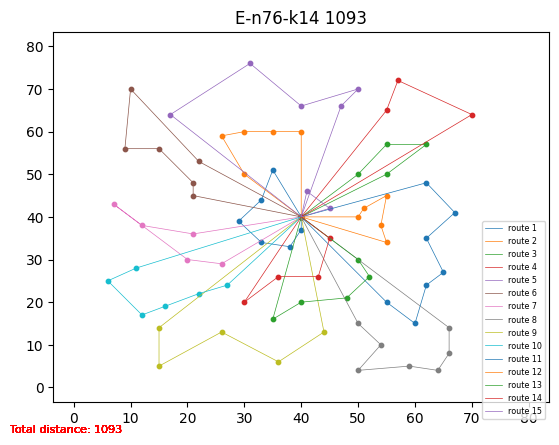 E-n76-k14 1093
80
70
60
50
40
30
20
10
0
0 10 20 30 40 50 60 70 80
route 1
route 2
route 3
route 4
route 5
route 6
route 7
route 8
route 9
route 10
route 11
route 12
route 13
route 14
route 15
Total distance: 1093